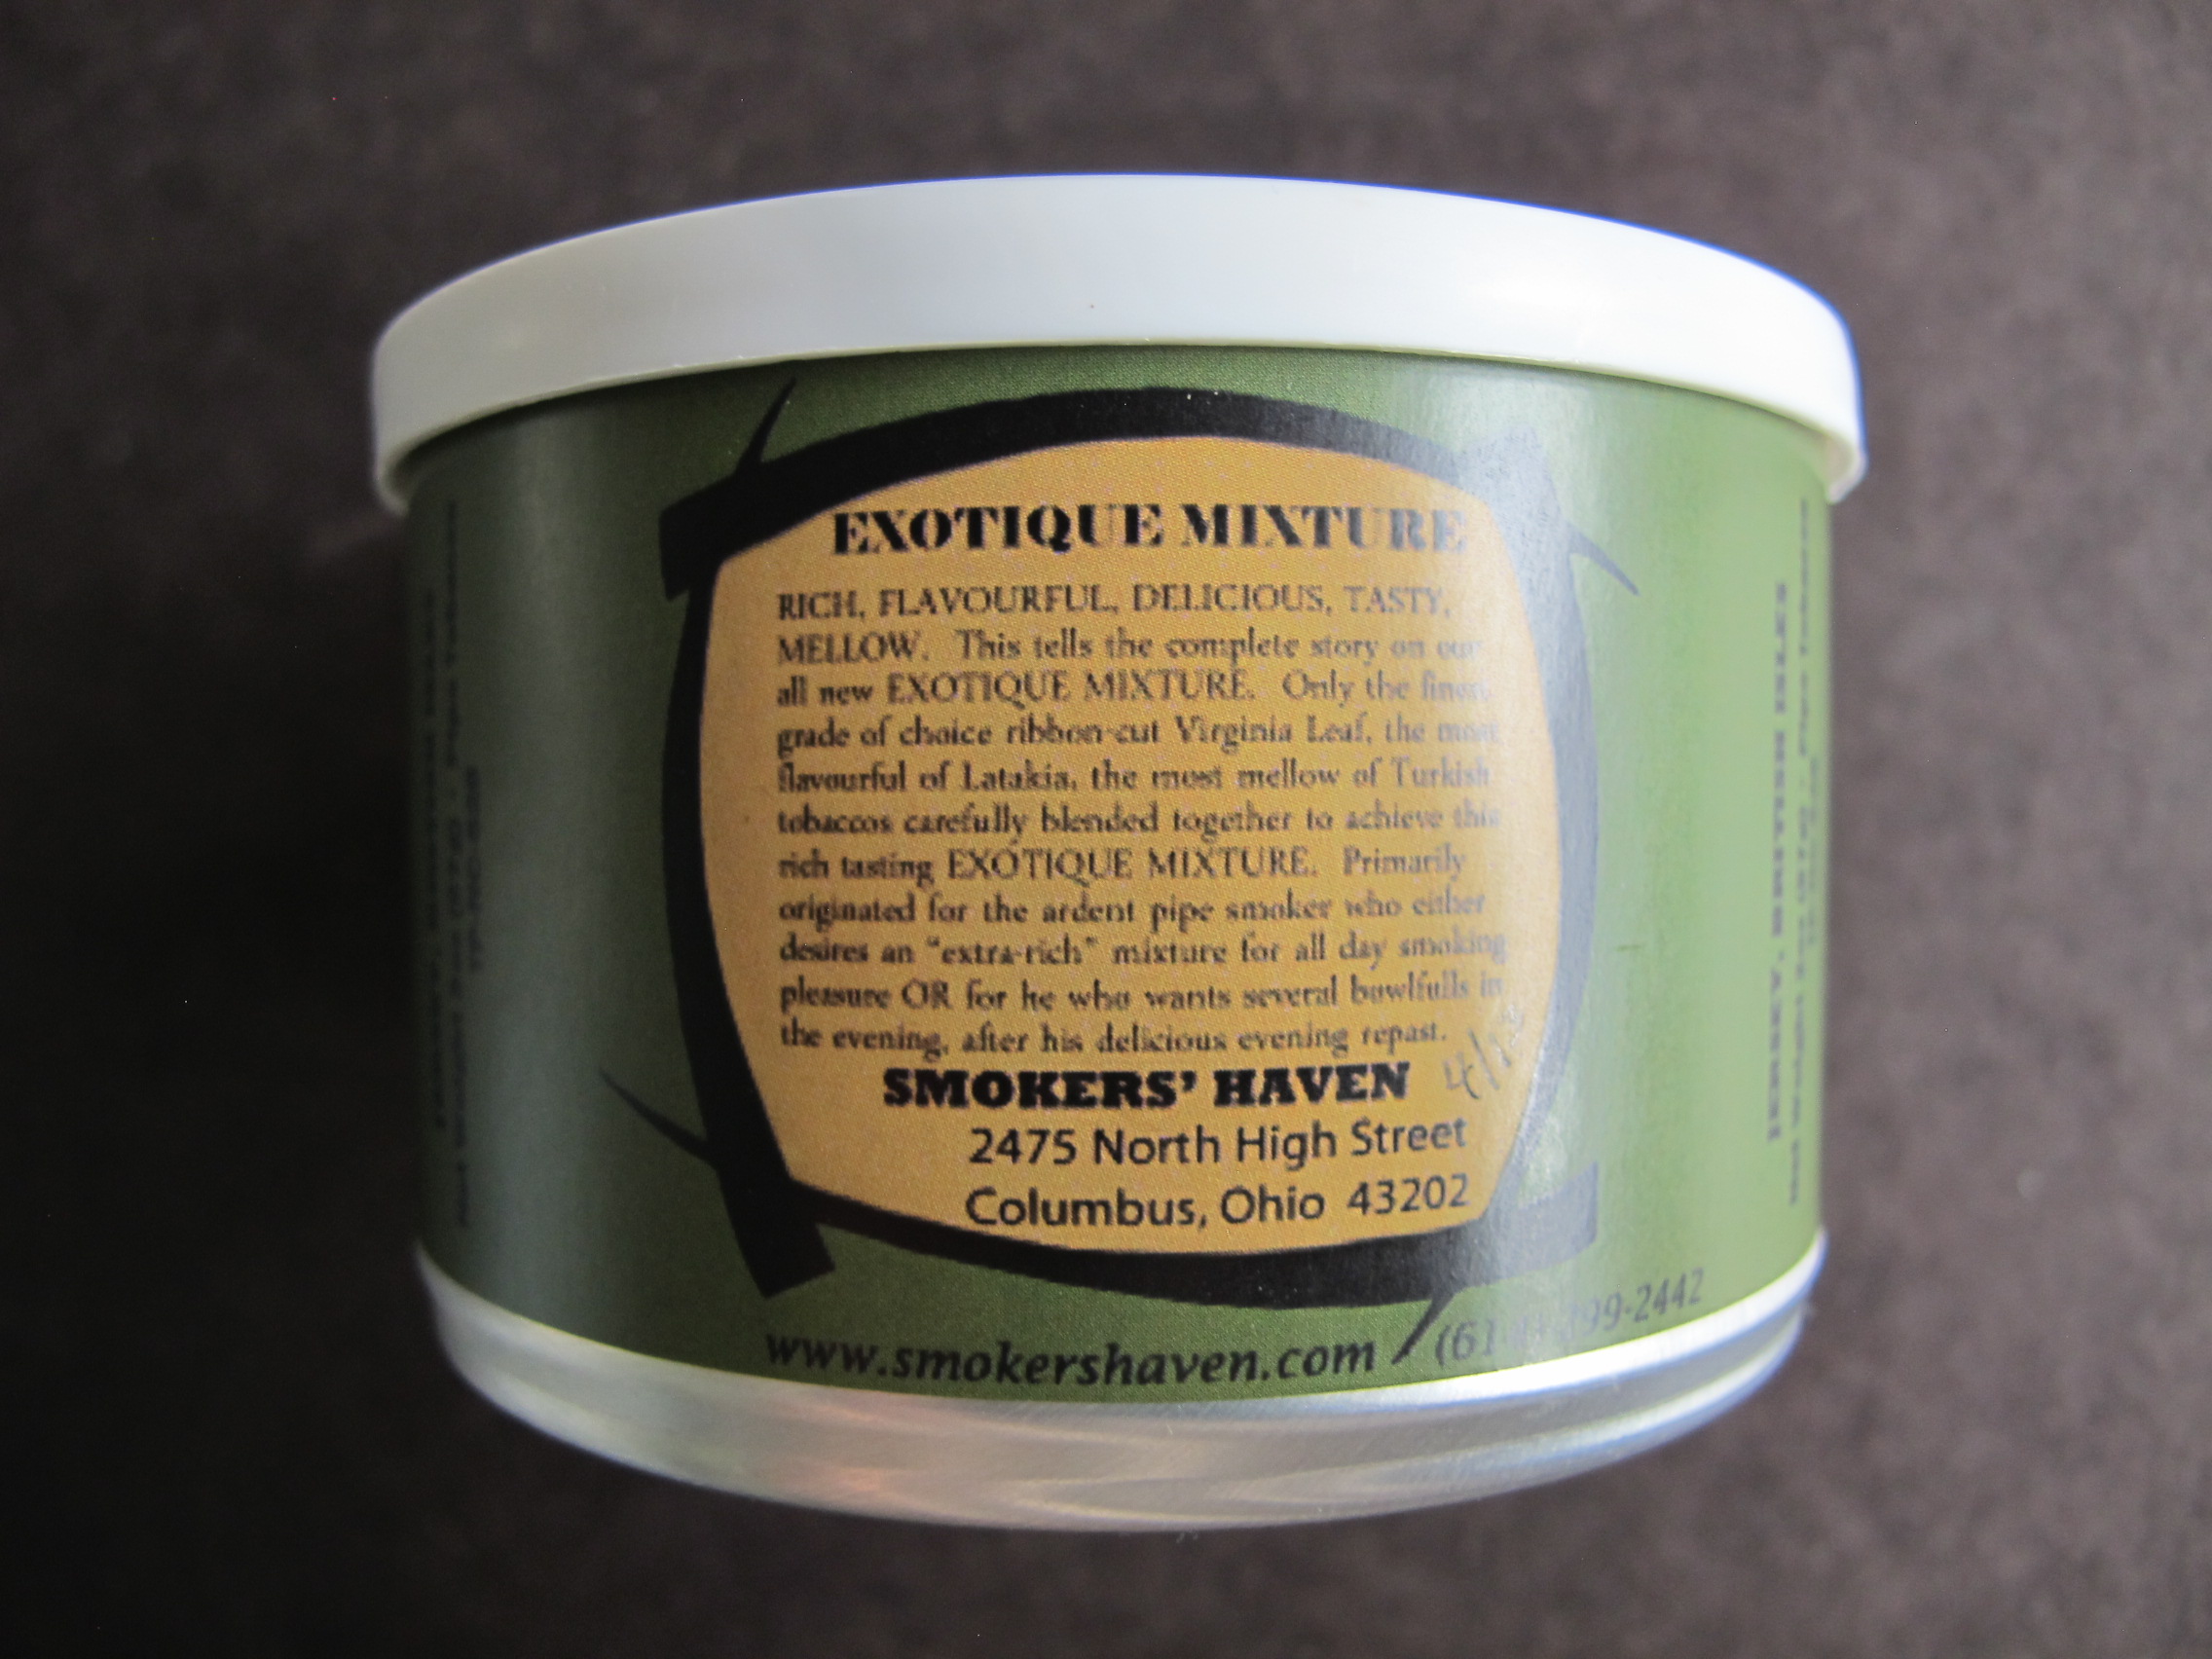 EXOTIQUE MIXTURE
RICH, FLAVOURFUL, DELICIOUS, TASTY,
MELLOW. This tells the complete story on our
all new EXOTIQUE MIXTURE. Only the finest
grade of choice ribbon-cut Virginia Leaf, the most
flavourful of Latakia, the most mellow of Turkish
tobaccos carefully blended together to achieve this
rich tasting EXOTIQUE MIXTURE. Primarily
originated for the ardent pipe smoker who either
desires an "extra-rich" mixture for all day smoking
pleasure OR for he who wants several bowlfulls in
the evening, after his delicious evening repast.
SMOKERS' HAVEN
2475 North High Street
Columbus, Ohio 43202
www.smokershaven.com
JERSEY, BRITISH ISLES